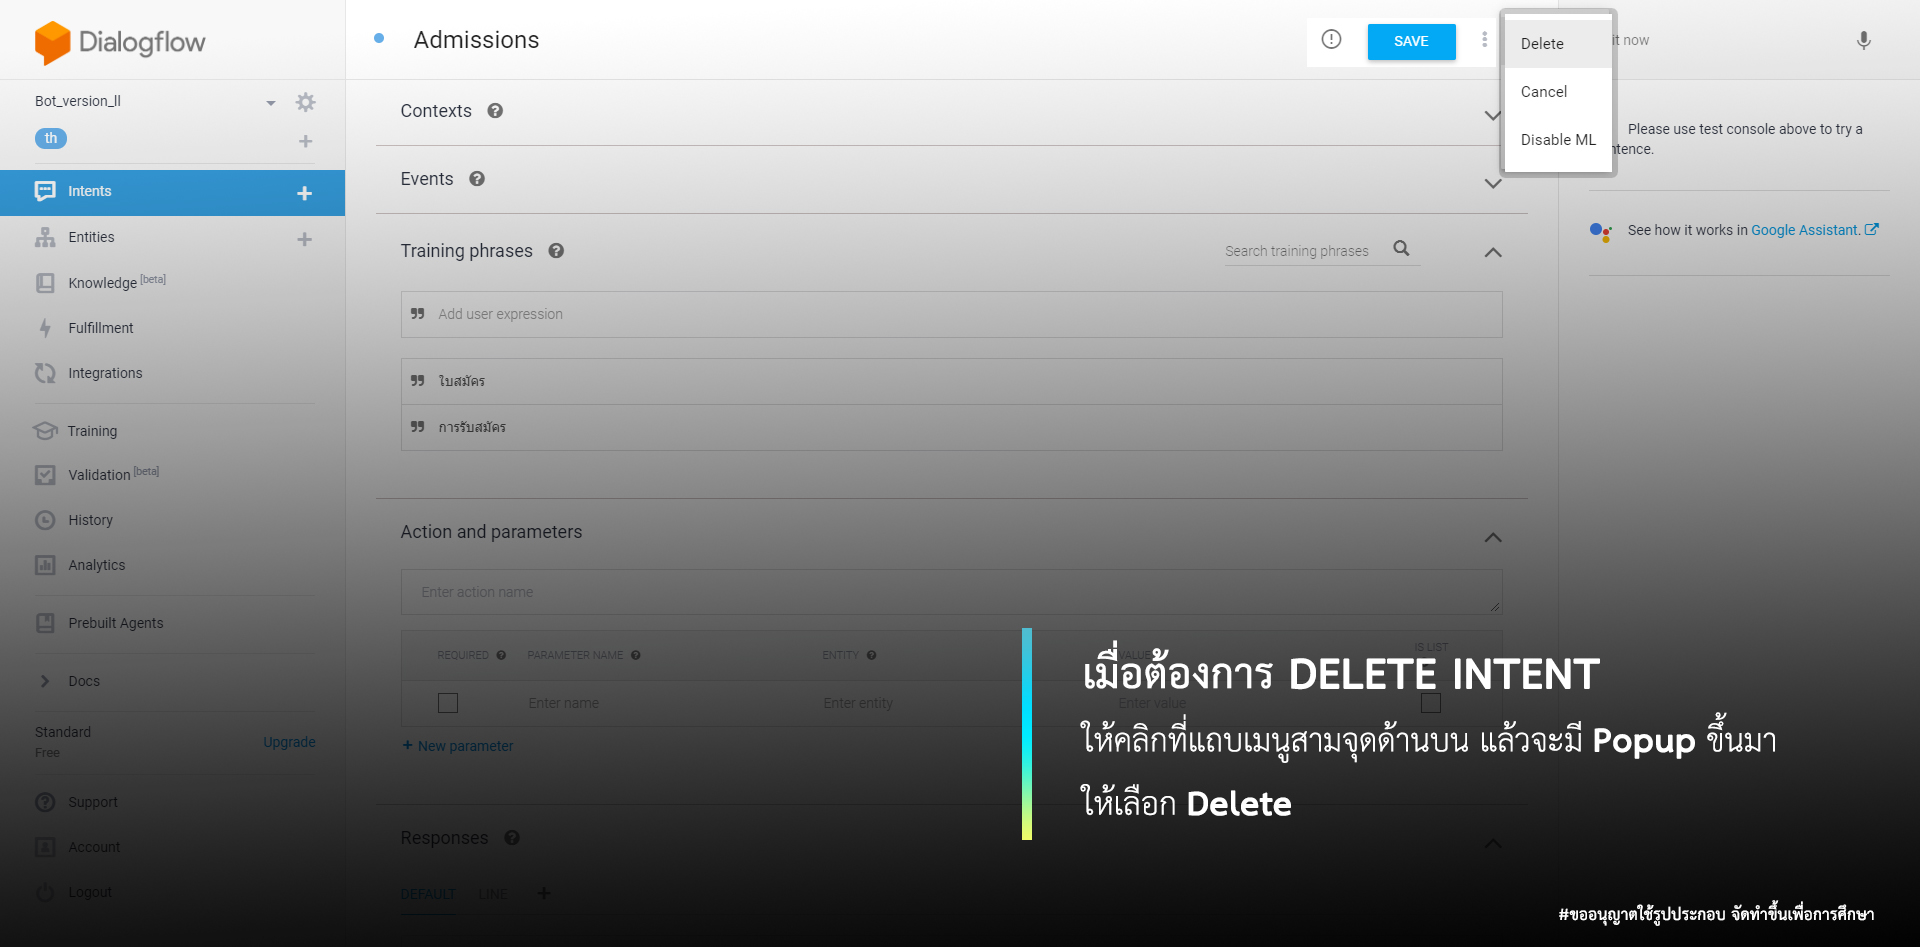 Dialogflow
Admissions
SAVE
Delete
Cancel
Disable ML
it now
Bot_version_ll
th
Intents
Entities
Knowledge [beta]
Fulfillment
Integrations
Training
Validation [beta]
History
Analytics
Prebuilt Agents
Docs
Standard
Free
Upgrade
Support
Account
Logout
Contexts
Events
Training phrases
Search training phrases
Add user expression
ใบสมัคร
การรับสมัคร
Action and parameters
Enter action name
REQUIRED PARAMETER NAME ENTITY VALUE IS LIST
Enter name Enter entity Enter value
+ New parameter
Responses
DEFAULT LINE +
Please use test console above to try a
ntence.
See how it works in Google Assistant.
เมื่อต้องการ DELETE INTENT
ให้คลิกที่แถบเมนูสามจุดด้านบน แล้วจะมี Popup ขึ้นมา
ให้เลือก Delete
#ขออนุญาตใช้รูปประกอบ จัดทำขึ้นเพื่อการศึกษา